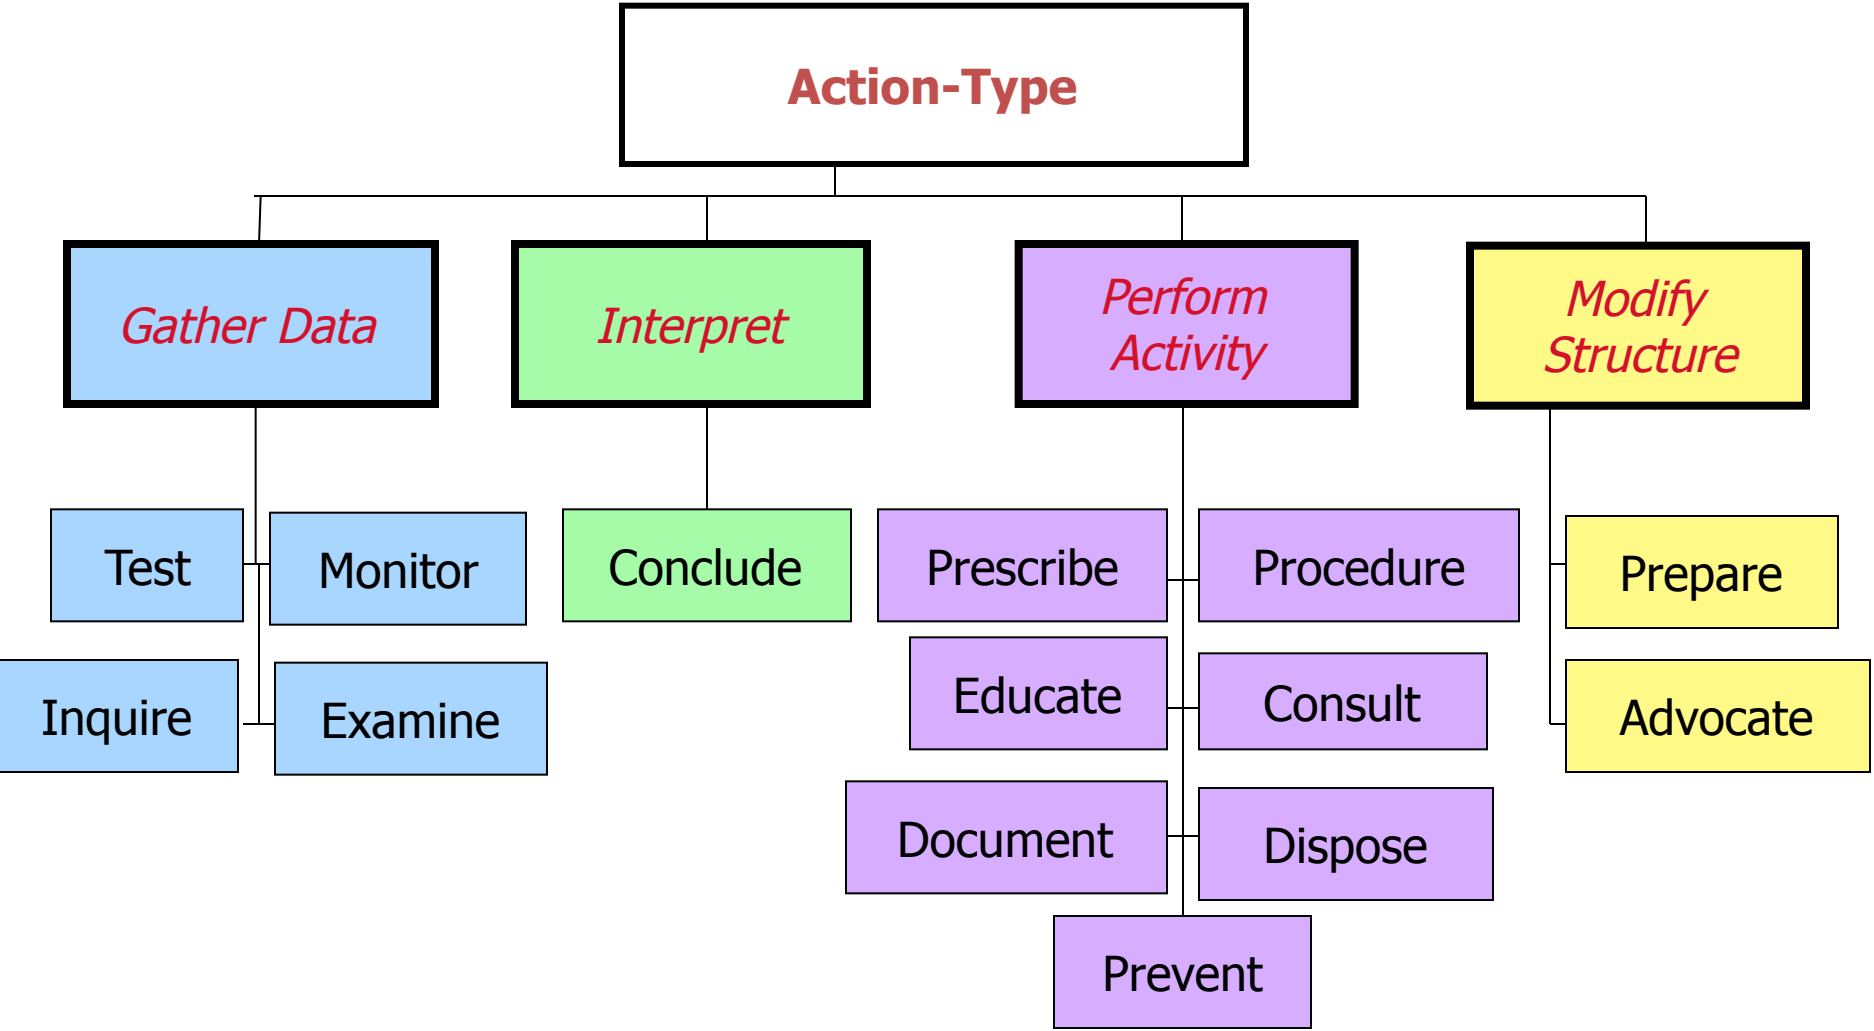 Action-Type
Gather Data
Interpret
Perform
Activity
Modify
Structure
Test
Monitor
Conclude
Prescribe
Procedure
Prepare
Inquire
Examine
Educate
Consult
Advocate
Document
Dispose
Prevent